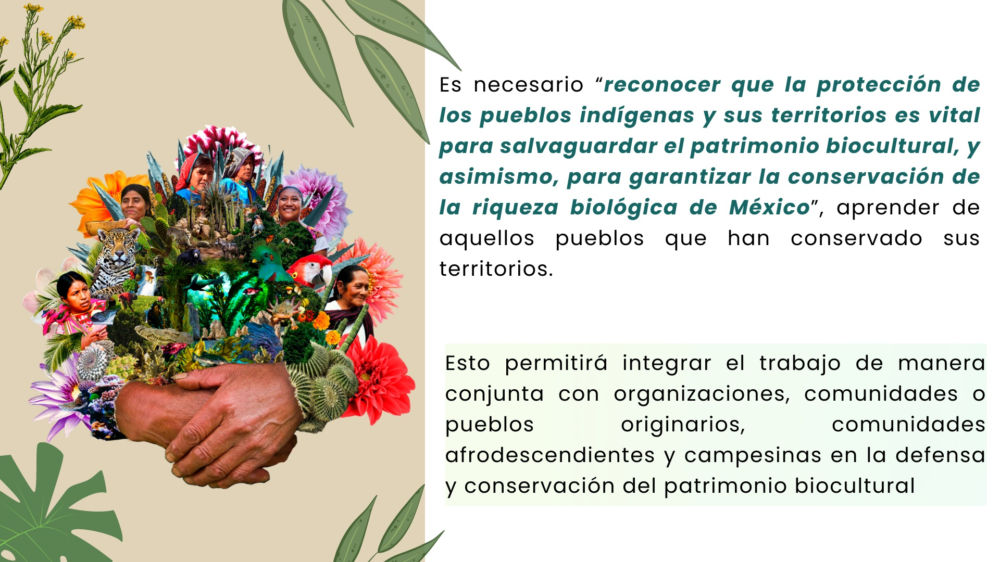 Es necesario “reconocer que la protección de
los pueblos indígenas y sus territorios es vital
para salvaguardar el patrimonio biocultural, y
asimismo, para garantizar la conservación de
la riqueza biológica de México”, aprender de
aquellos pueblos que han conservado sus
territorios.
Esto permitirá integrar el trabajo de manera
conjunta con organizaciones, comunidades o
pueblos originarios, comunidades
afrodescendientes y campesinas en la defensa
y conservación del patrimonio biocultural